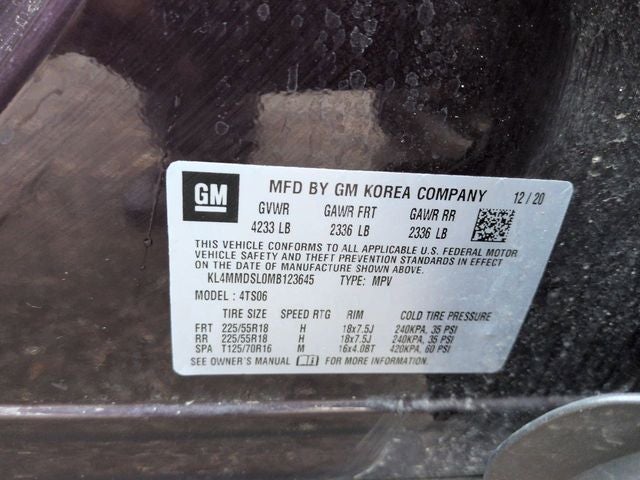 GM MFD BY GM KOREA COMPANY 12/20
GVWR GAWR FRT GAWR RR
4233 LB 2336 LB 2336 LB
THIS VEHICLE CONFORMS TO ALL APPLICABLE U.S. FEDERAL MOTOR
VEHICLE SAFETY AND THEFT PREVENTION STANDARDS IN EFFECT
ON THE DATE OF MANUFACTURE SHOWN ABOVE.
KL4MMDSL0MB123645 TYPE: MPV
MODEL : 4TS06
TIRE SIZE SPEED RTG RIM COLD TIRE PRESSURE
FRT 225/55R18 H 18x7.5J 240KPA, 35 PSI
RR 225/55R18 H 18x7.5J 240KPA, 35 PSI
SPA T125/70R16 M 16x4.0BT 420KPA, 60 PSI
SEE OWNER'S MANUAL FOR MORE INFORMATION.